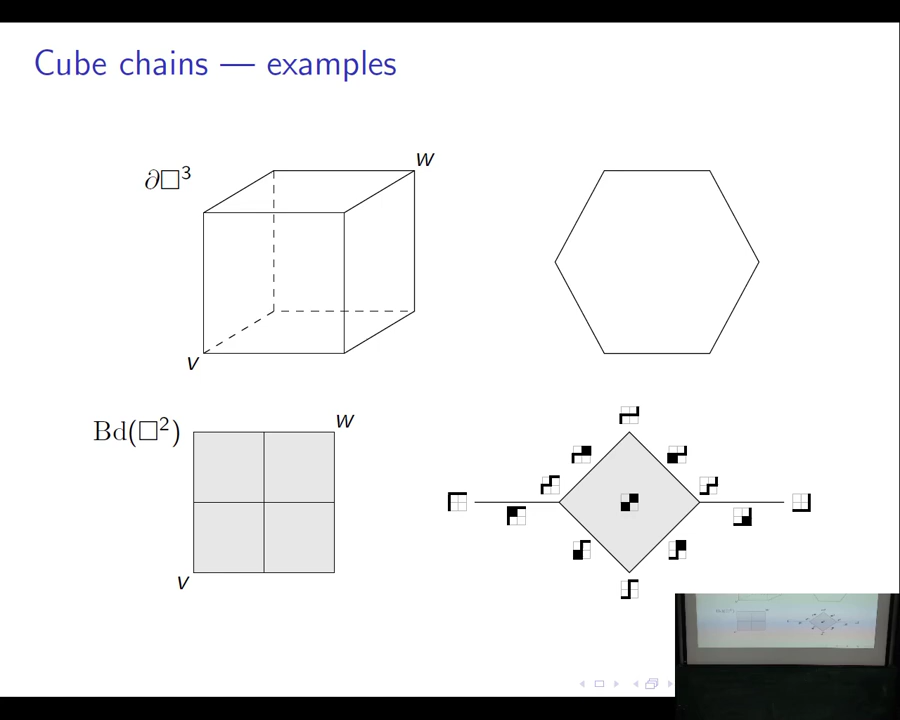 Cube chains — examples
∂□³
w
v
Bd(□²)
w
v